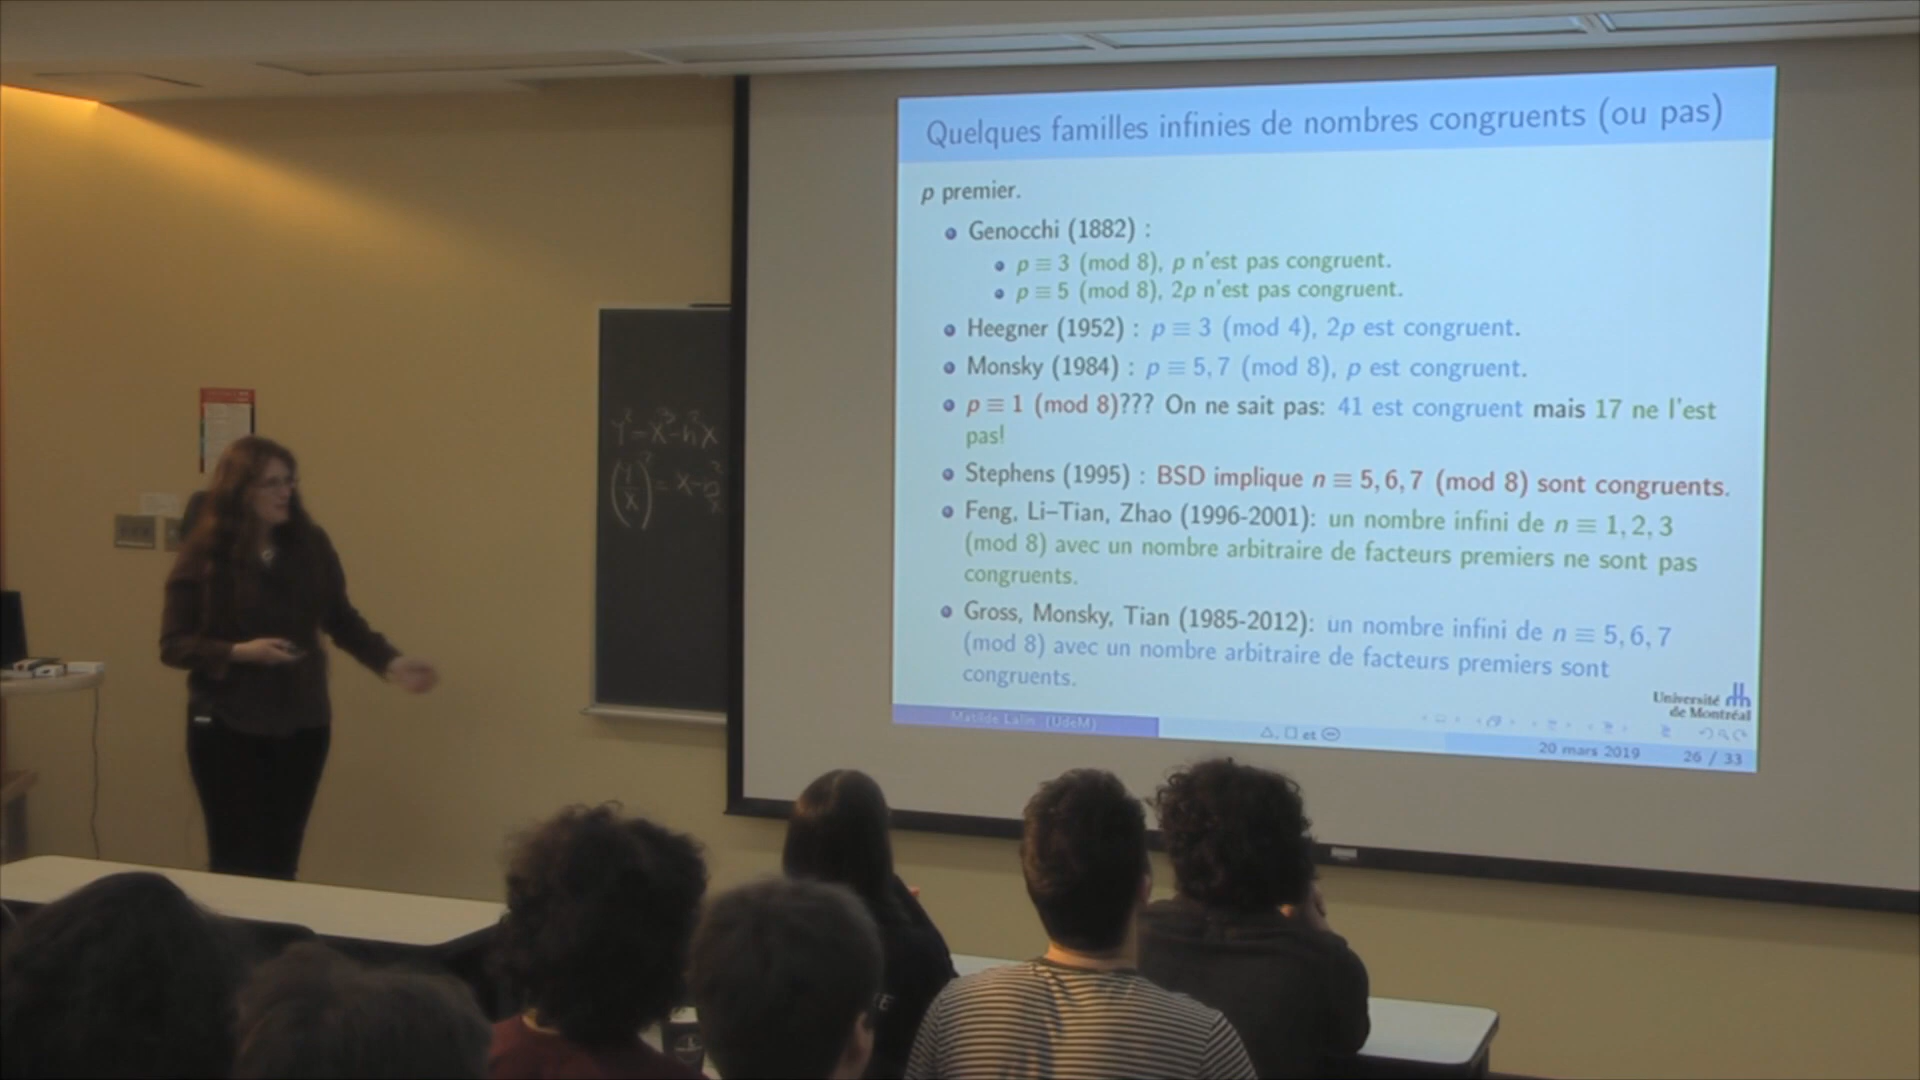 Quelques familles infinies de nombres congruents (ou pas)
p premier.
Genocchi (1882) :
p ≡ 3 (mod 8), p n'est pas congruent.
p ≡ 5 (mod 8), 2p n'est pas congruent.
Heegner (1952) : p ≡ 3 (mod 4), 2p est congruent.
Monsky (1984) : p ≡ 5, 7 (mod 8), p est congruent.
p ≡ 1 (mod 8)??? On ne sait pas: 41 est congruent mais 17 ne l'est
pas!
Stephens (1995) : BSD implique n ≡ 5, 6, 7 (mod 8) sont congruents.
Feng, Li–Tian, Zhao (1996-2001): un nombre infini de n ≡ 1, 2, 3
(mod 8) avec un nombre arbitraire de facteurs premiers ne sont pas
congruents.
Gross, Monsky, Tian (1985-2012): un nombre infini de n ≡ 5, 6, 7
(mod 8) avec un nombre arbitraire de facteurs premiers sont
congruents.
Université
de Montréal
Matilde Lalín (UdeM)
△, □ et
20 mars 2019
26 / 33